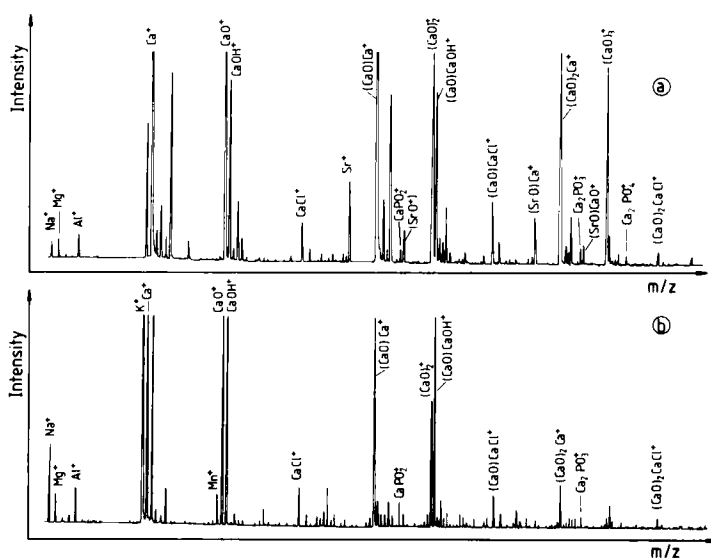 Intensity
Na⁺
Mg⁺
Al⁺
Ca⁺
CaO⁺
CaOH⁺
CaCl⁺
Sr⁺
(CaO)Ca⁺
CaPO₂⁺
(SrO⁺)
(CaO)₂⁺
(CaO)CaOH⁺
(CaO)CaCl⁺
(SrO)Ca⁺
(CaO)₂Ca⁺
Ca₂PO₃⁺
(SrO)CaO⁺
(CaO)₃⁺
Ca₂PO₄⁺
(CaO)₂CaCl⁺
a
m/z
Intensity
Na⁺
Mg⁺
Al⁺
K⁺
Ca⁺
Mn⁺
CaO⁺
CaOH⁺
CaCl⁺
(CaO)Ca⁺
CaPO₂⁺
(CaO)₂⁺
(CaO)CaOH⁺
(CaO)CaCl⁺
(CaO)₂Ca⁺
Ca₂PO₃⁺
(CaO)₂CaCl⁺
b
m/z